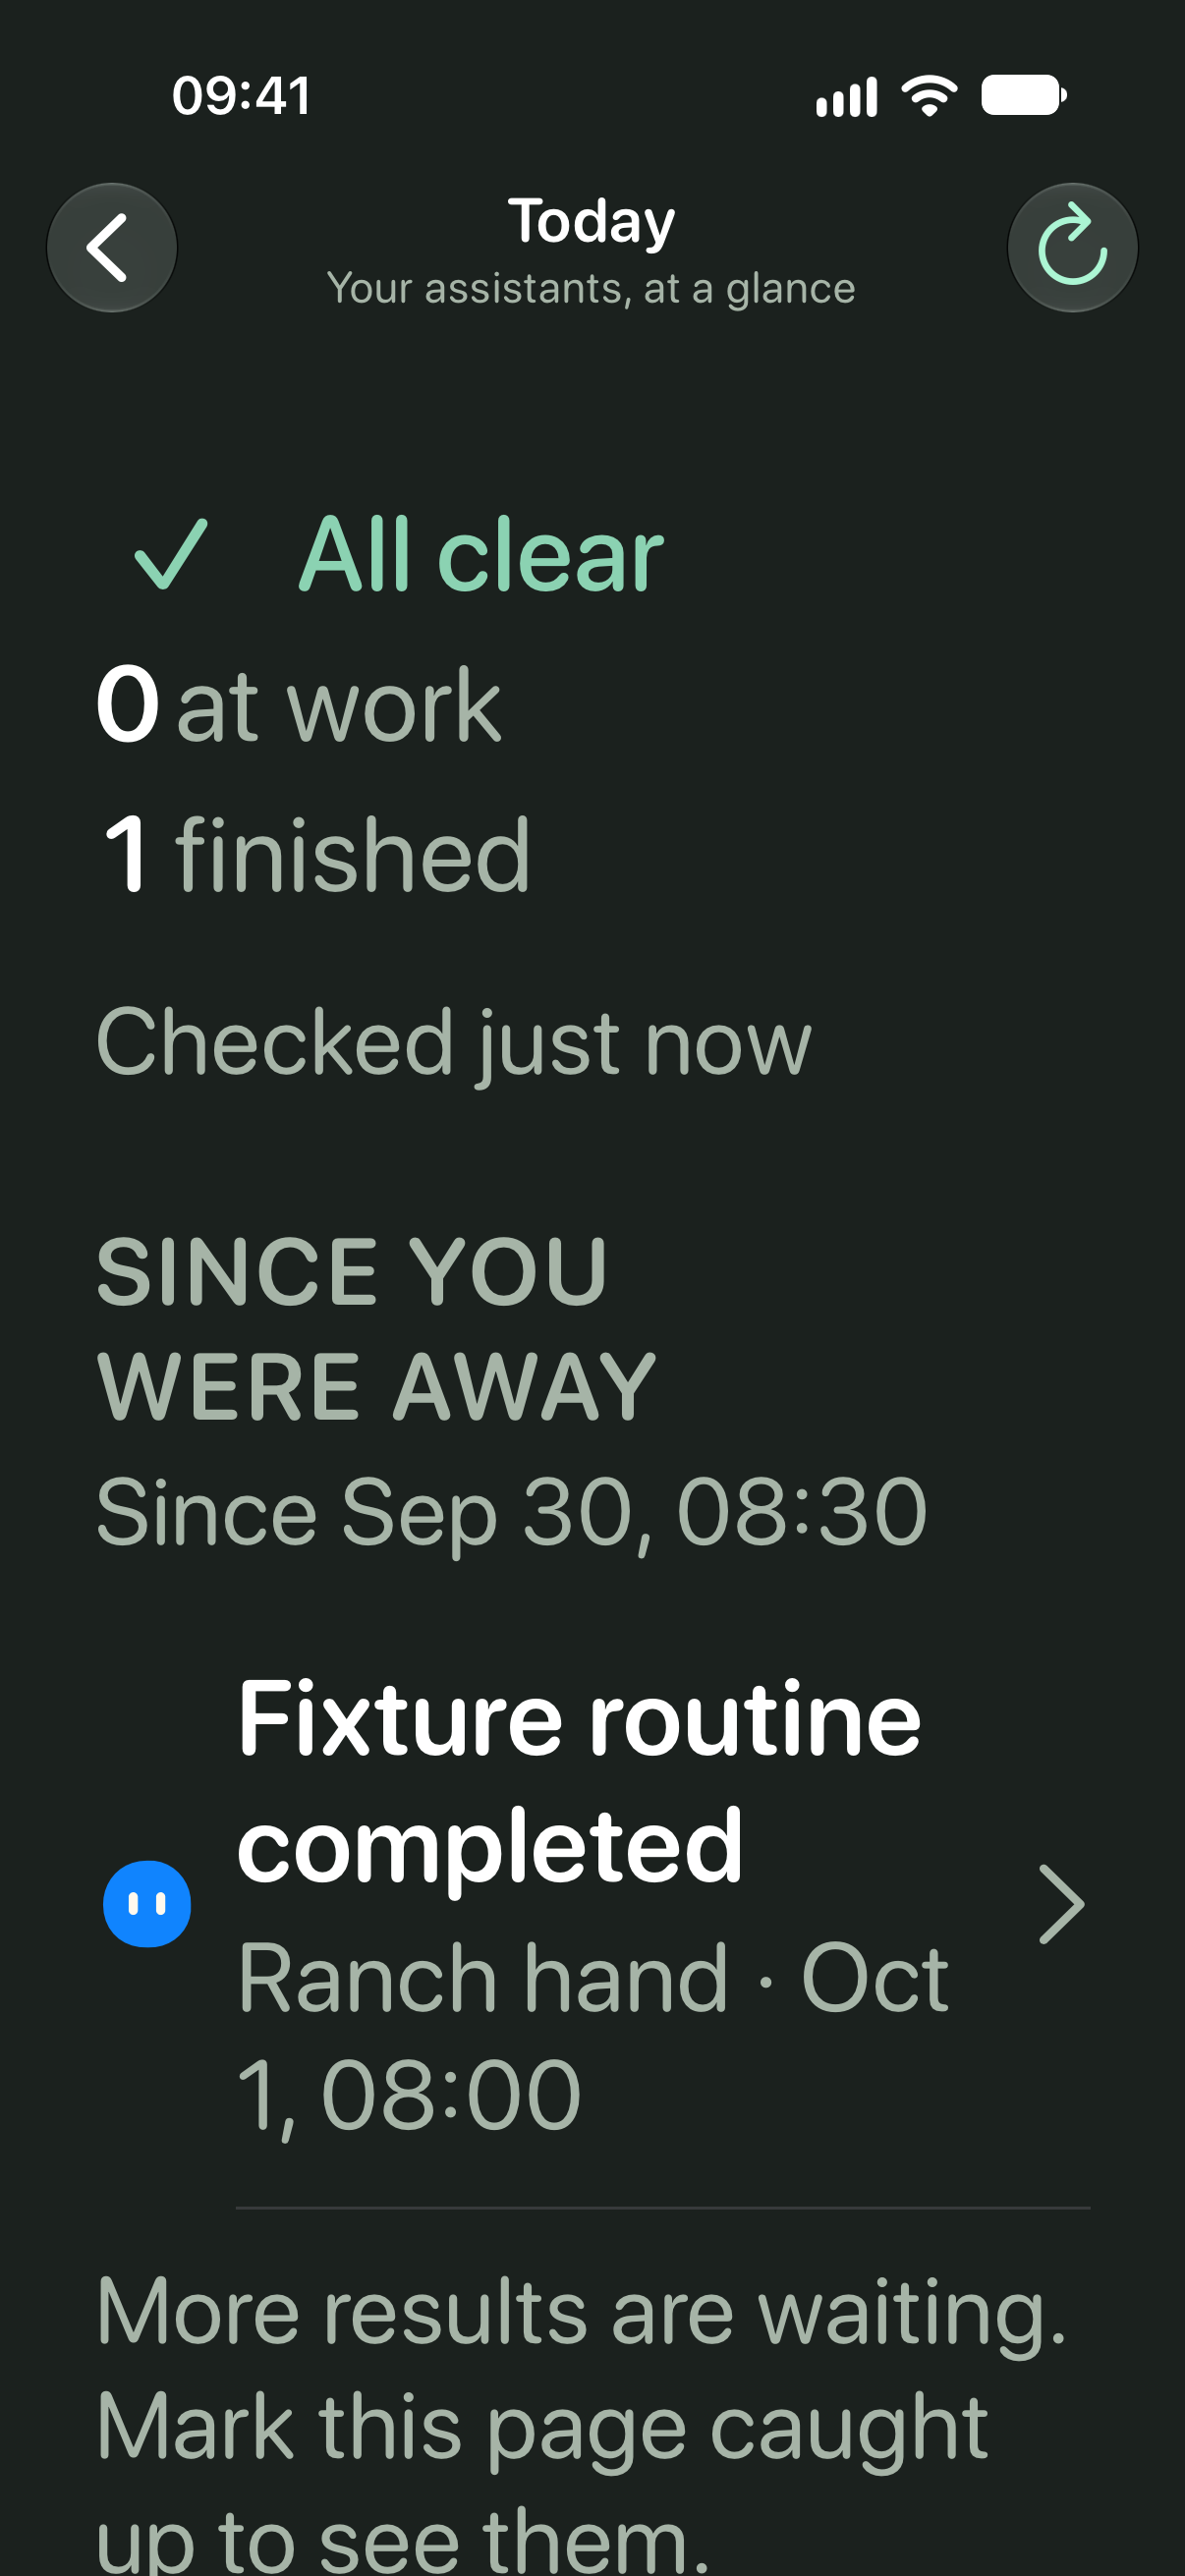 09:41
Today
Your assistants, at a glance
All clear
0 at work
1 finished
Checked just now
SINCE YOU
WERE AWAY
Since Sep 30, 08:30
Fixture routine
completed
Ranch hand · Oct
1, 08:00
More results are waiting.
Mark this page caught
up to see them.